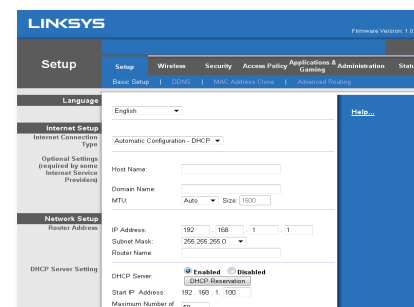 LINKSYS
Firmware Version: 1.0
Setup
Setup Wireless Security Access Policy Applications & Gaming Administration Statu
Basic Setup | DDNS | MAC Address Clone | Advanced Routing
Language
English
Help...
Internet Setup
Internet Connection Type
Automatic Configuration - DHCP
Optional Settings
(required by some
Internet Service
Providers)
Host Name:
Domain Name:
MTU: Auto Size: 1500
Network Setup
Router Address
IP Address: 192 . 168 . 1 . 1
Subnet Mask: 255.255.255.0
Router Name:
DHCP Server Setting
DHCP Server: Enabled Disabled
DHCP Reservation
Start IP Address: 192 . 168 . 1. 100
Maximum Number of